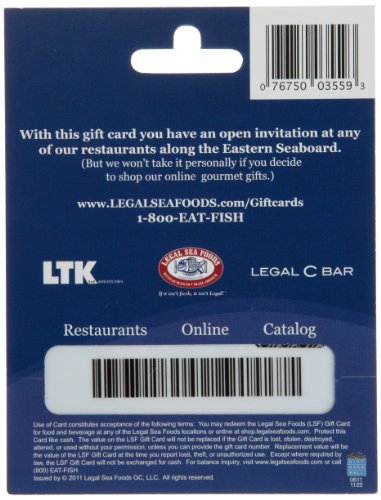 0 76750 03559 3
With this gift card you have an open invitation at any
of our restaurants along the Eastern Seaboard.
(But we won't take it personally if you decide
to shop our online gourmet gifts.)
www.LEGALSEAFOODS.com/Giftcards
1-800-EAT-FISH
LTK
AND KITCHEN
LEGAL SEA FOODS
RESTAURANTS MAIL ORDER
If it isn't fresh, it isn't Legal!
LEGAL C BAR
Restaurants Online Catalog
Use of Card constitutes acceptance of the following terms: You may redeem the Legal Sea Foods (LSF) Gift Card
for food and beverage at any of the Legal Sea Foods locations or online at shop.legalseafoods.com. Protect this
Card like cash. The value on the LSF Gift Card will not be replaced if the Gift Card is lost, stolen, destroyed,
altered, or used without your permission, unless you can provide the gift card number. Replacement value will be
the value of the LSF Gift Card at the time you report loss, theft, or unauthorized use. Except where required by
law, the LSF Gift Card will not be exchanged for cash. For balance inquiry, visit www.legalseafoods.com or call
(800) EAT-FISH.
Issued by © 2011 Legal Sea Foods GC, LLC. All rights reserved.
0611
1122